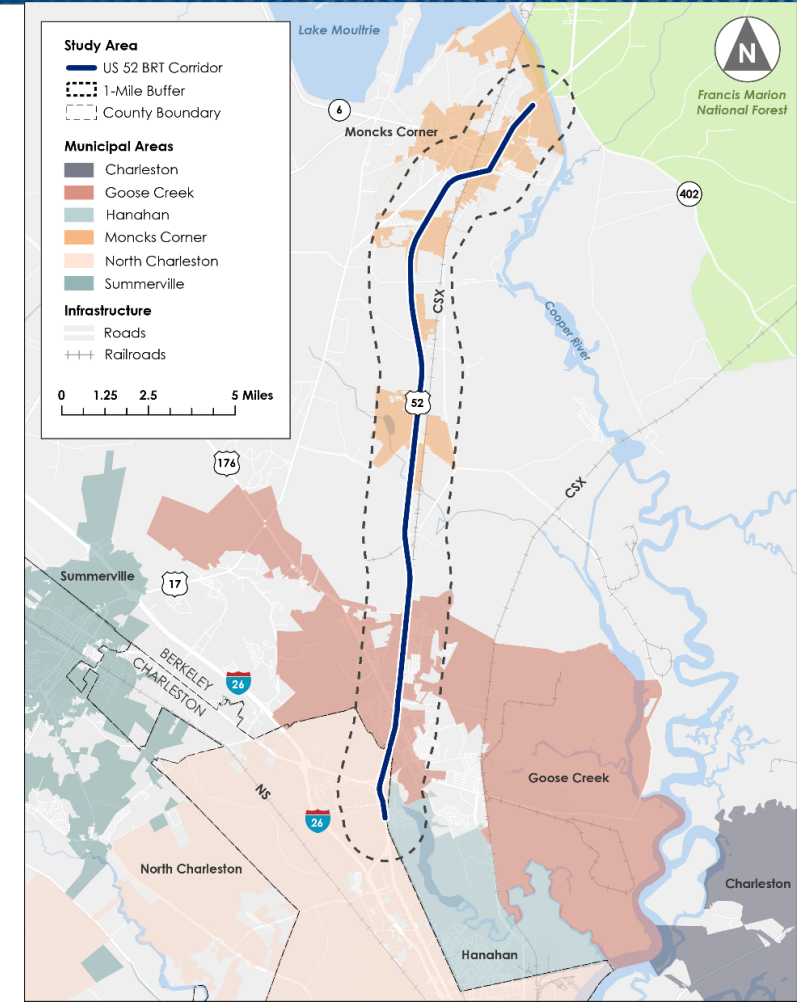 Study Area
US 52 BRT Corridor
1-Mile Buffer
County Boundary
Municipal Areas
Charleston
Goose Creek
Hanahan
Moncks Corner
North Charleston
Summerville
Infrastructure
Roads
Railroads
0 1.25 2.5 5 Miles
Lake Moultrie
N
Francis Marion
National Forest
6
Moncks Corner
402
CSX
Cooper River
52
176
CSX
Summerville
17
BERKELEY
CHARLESTON
26
NS
26
Goose Creek
North Charleston
Charleston
Hanahan